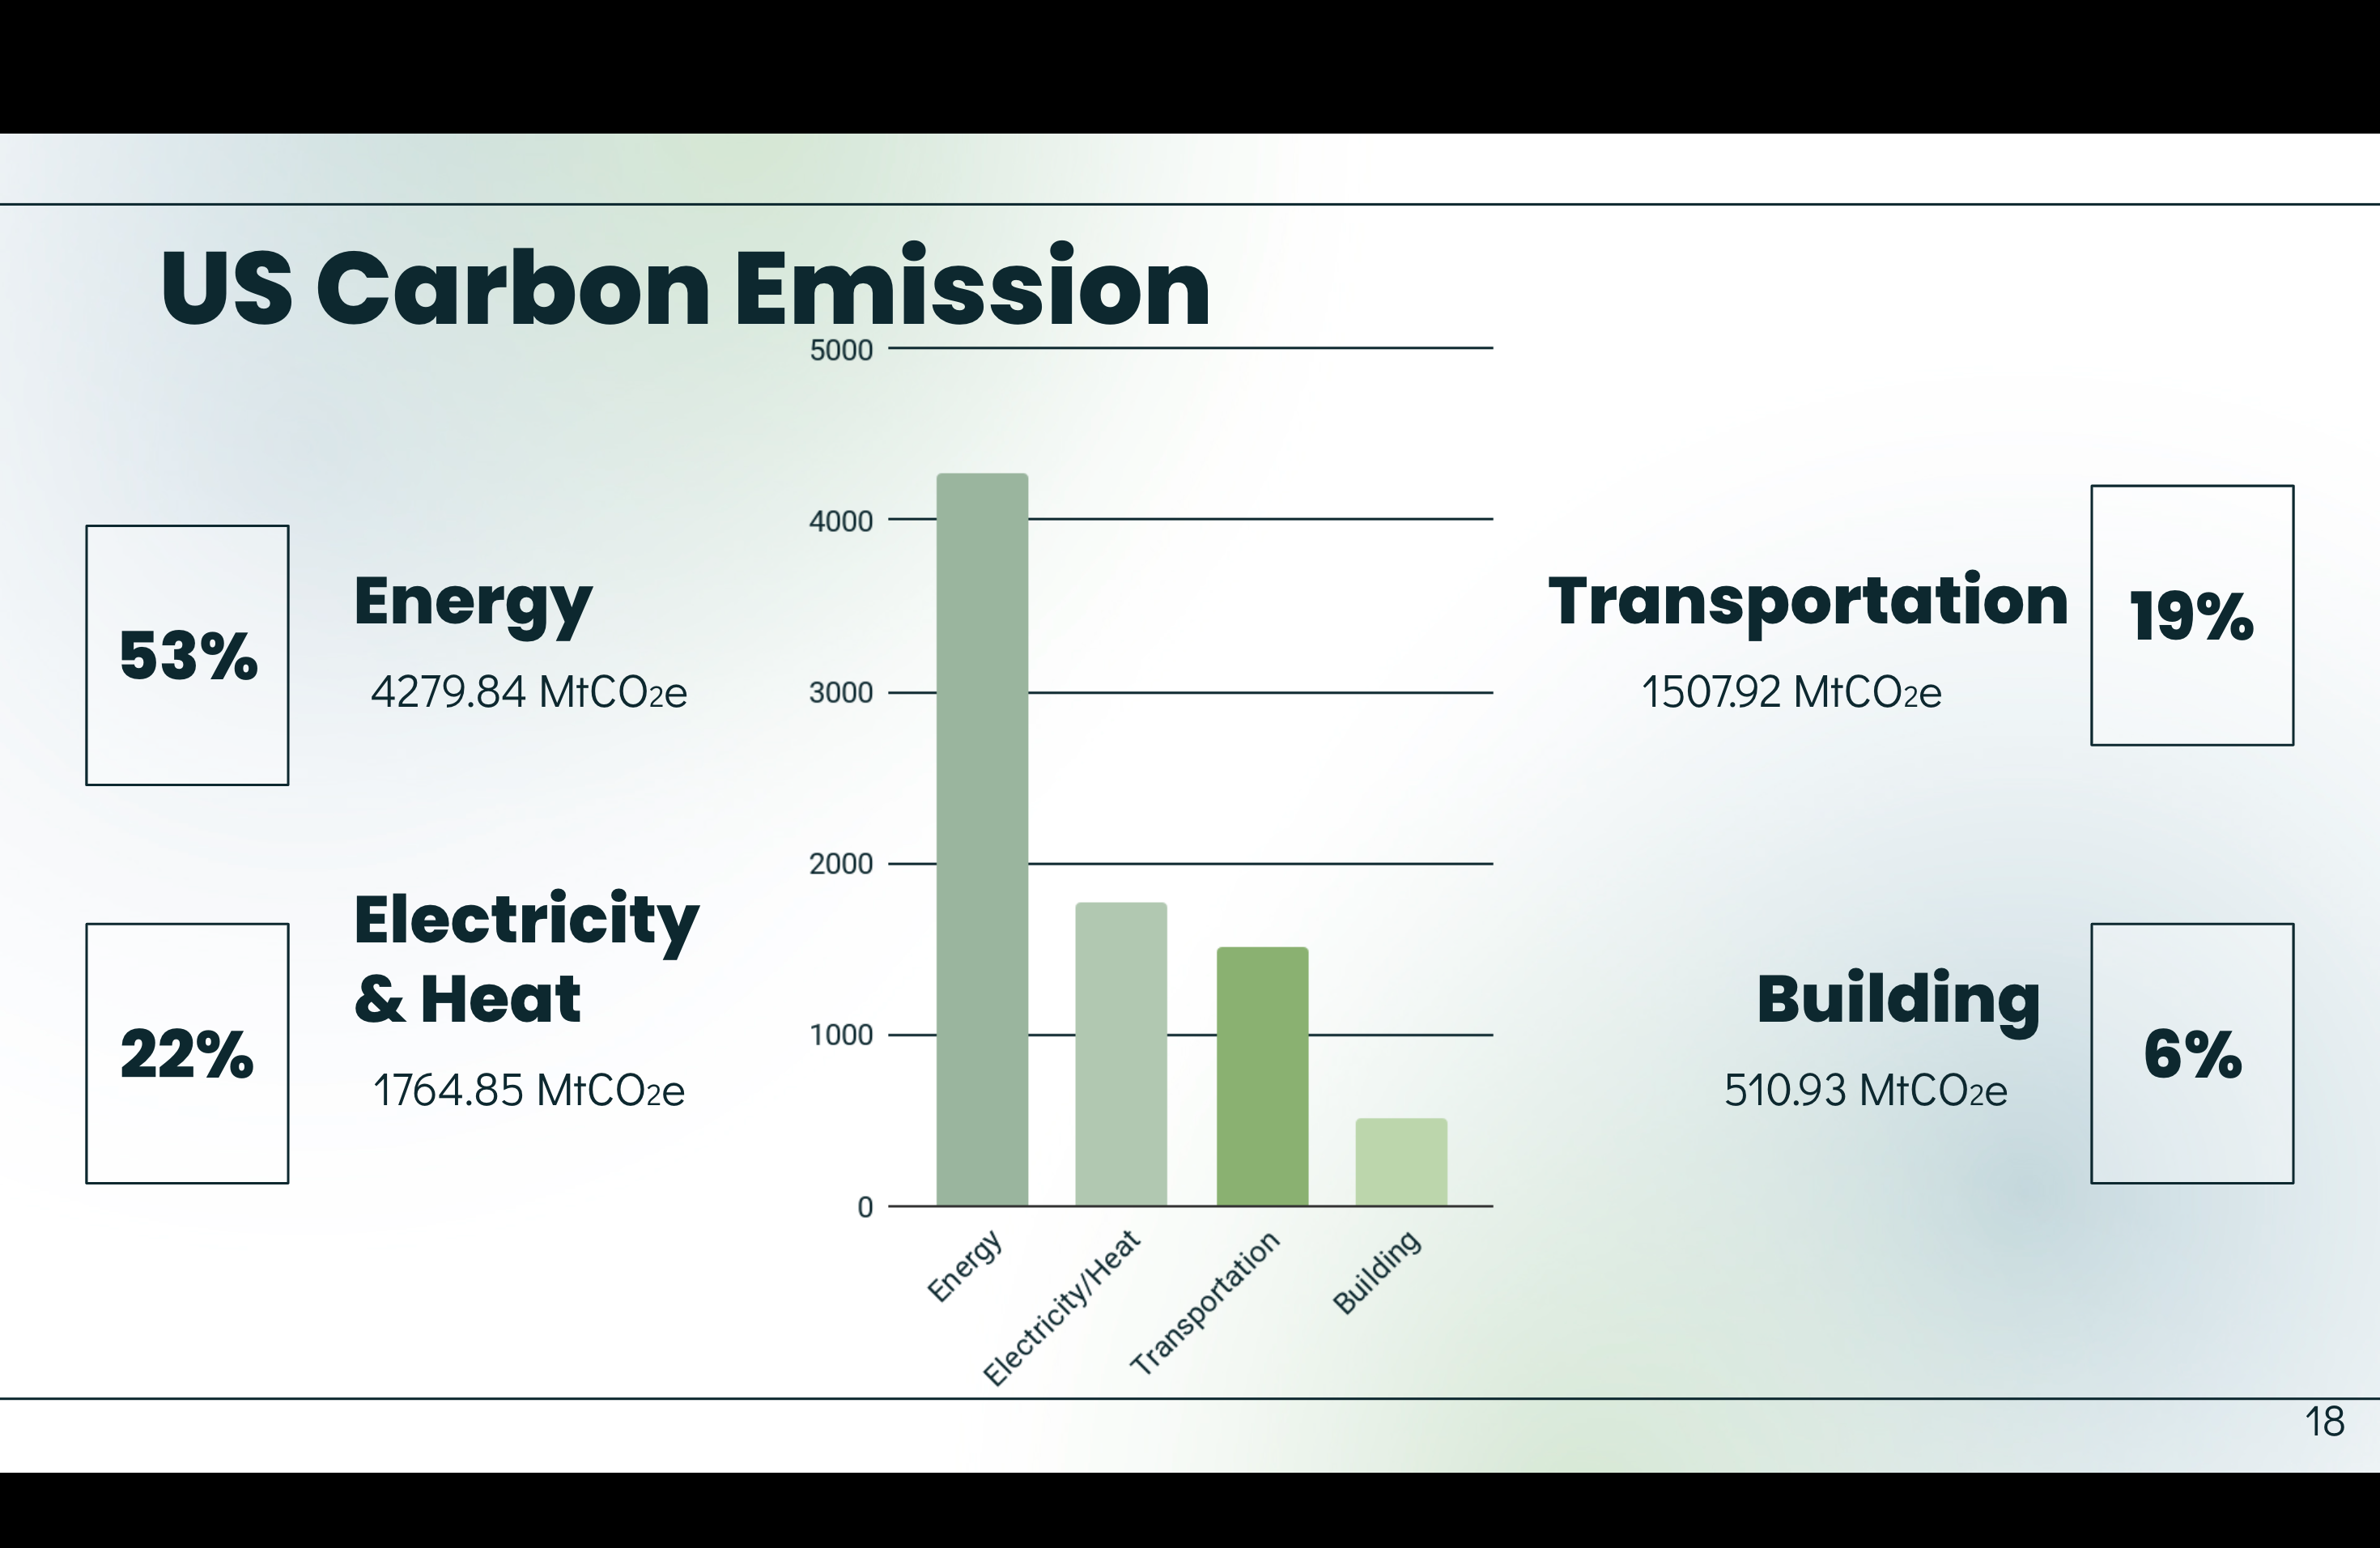 US Carbon Emission
53%
Energy
4279.84 MtCO2e
22%
Electricity
& Heat
1764.85 MtCO2e
5000
4000
3000
2000
1000
0
Energy
Electricity/Heat
Transportation
Building
Transportation
1507.92 MtCO2e
19%
Building
510.93 MtCO2e
6%
18